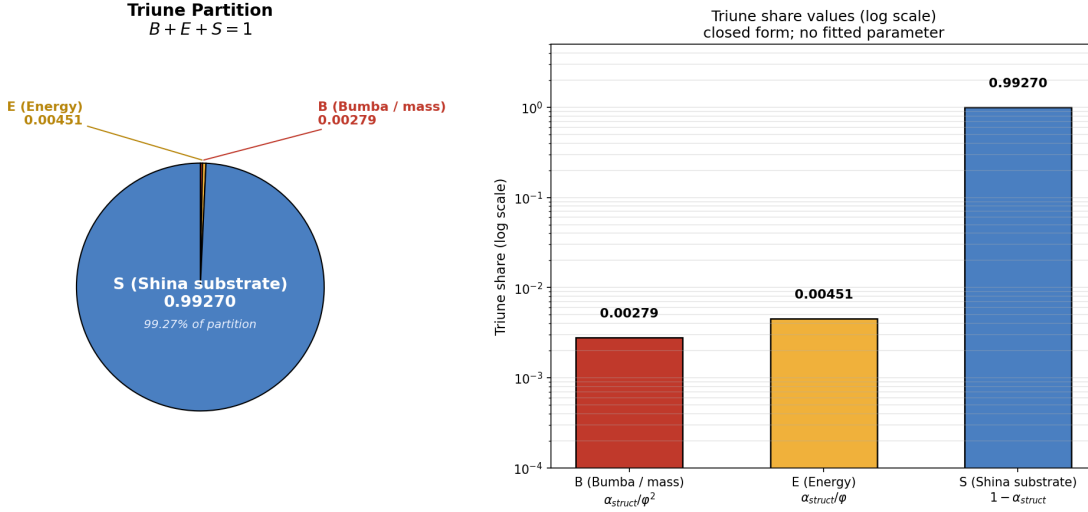 Triune Partition
B + E + S = 1
E (Energy)
0.00451
B (Bumba / mass)
0.00279
S (Shina substrate)
0.99270
99.27% of partition
Triune share values (log scale)
closed form; no fitted parameter
Triune share (log scale)
10⁰
10⁻¹
10⁻²
10⁻³
10⁻⁴
0.00279
0.00451
0.99270
B (Bumba / mass)
α_struct/φ²
E (Energy)
α_struct/φ
S (Shina substrate)
1 − α_struct